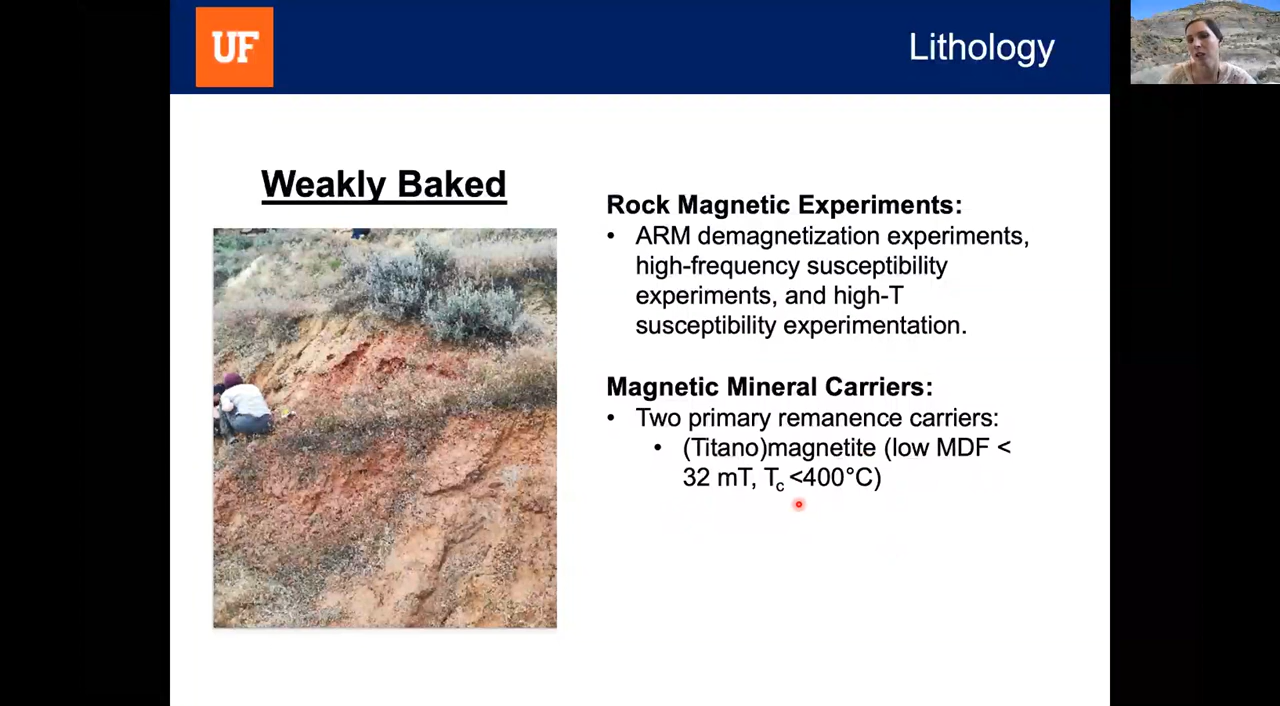 UF
Lithology
Weakly Baked
Rock Magnetic Experiments:
• ARM demagnetization experiments,
high-frequency susceptibility
experiments, and high-T
susceptibility experimentation.
Magnetic Mineral Carriers:
• Two primary remanence carriers:
• (Titano)magnetite (low MDF <
32 mT, Tc <400°C)